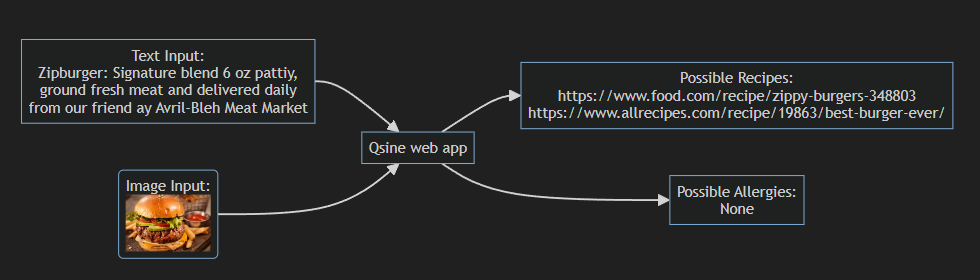 Text Input:
Zipburger: Signature blend 6 oz pattiy,
ground fresh meat and delivered daily
from our friend ay Avril-Bleh Meat Market
Possible Recipes:
https://www.food.com/recipe/zippy-burgers-348803
https://www.allrecipes.com/recipe/19863/best-burger-ever/
Qsine web app
Image Input:
Possible Allergies:
None